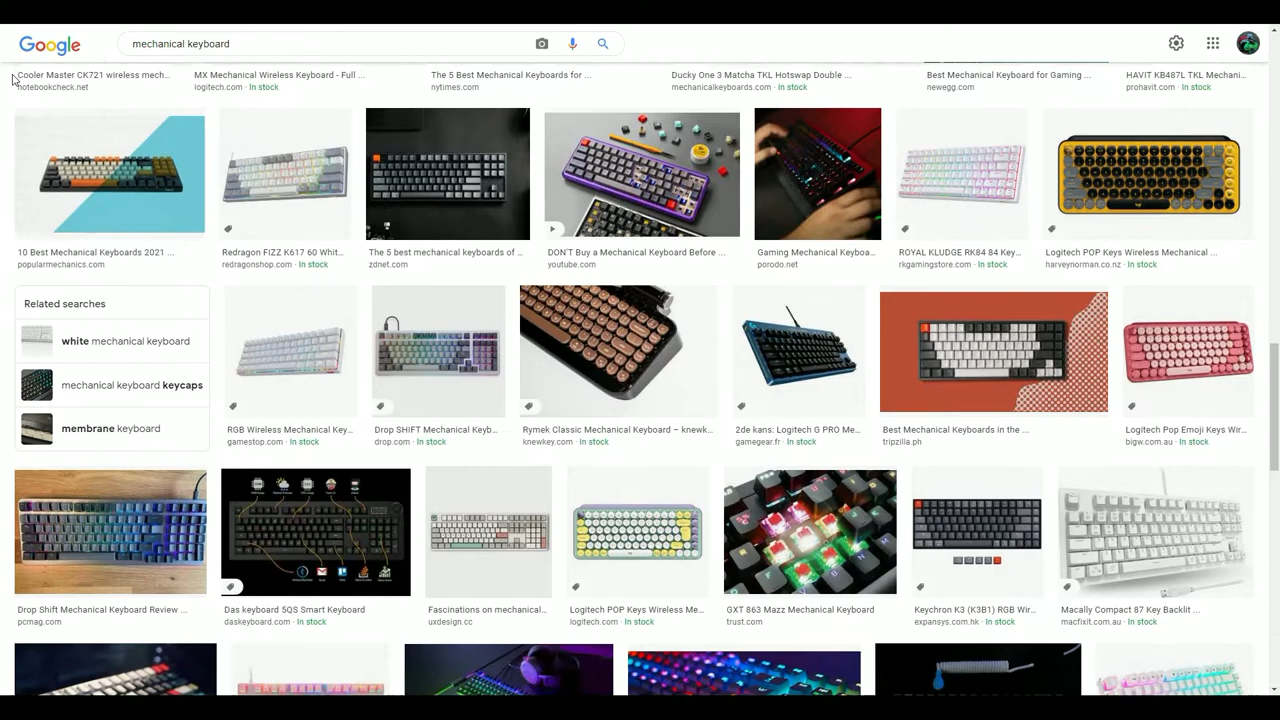 Google
mechanical keyboard
Cooler Master CK721 wireless mech...
notebookcheck.net
MX Mechanical Wireless Keyboard - Full ...
logitech.com · In stock
The 5 Best Mechanical Keyboards for ...
nytimes.com
Ducky One 3 Matcha TKL Hotswap Double ...
mechanicalkeyboards.com · In stock
Best Mechanical Keyboard for Gaming ...
newegg.com
HAVIT KB487L TKL Mechani...
prohavit.com · In stock
10 Best Mechanical Keyboards 2021 ...
popularmechanics.com
Redragon FIZZ K617 60 Whit...
redragonshop.com · In stock
The 5 best mechanical keyboards of ...
zdnet.com
DON'T Buy a Mechanical Keyboard Before ...
youtube.com
Gaming Mechanical Keyboa...
porodo.net
ROYAL KLUDGE RK84 84 Key...
rkgamingstore.com · In stock
Logitech POP Keys Wireless Mechanical ...
harveynorman.co.nz · In stock
Related searches
white mechanical keyboard
mechanical keyboard keycaps
membrane keyboard
RGB Wireless Mechanical Key...
gamestop.com · In stock
Drop SHIFT Mechanical Keyb...
drop.com · In stock
Rymek Classic Mechanical Keyboard – knewk...
knewkey.com · In stock
2de kans: Logitech G PRO Me...
gamegear.fr · In stock
Best Mechanical Keyboards in the ...
tripzilla.ph
Logitech Pop Emoji Keys Wir...
bigw.com.au · In stock
Drop Shift Mechanical Keyboard Review ...
pcmag.com
Das keyboard 5QS Smart Keyboard
daskeyboard.com · In stock
Fascinations on mechanical...
uxdesign.cc
Logitech POP Keys Wireless Me...
logitech.com · In stock
GXT 863 Mazz Mechanical Keyboard
trust.com
Keychron K3 (K3B1) RGB Wir...
expansys.com.hk · In stock
Macally Compact 87 Key Backlit ...
macfixit.com.au · In stock